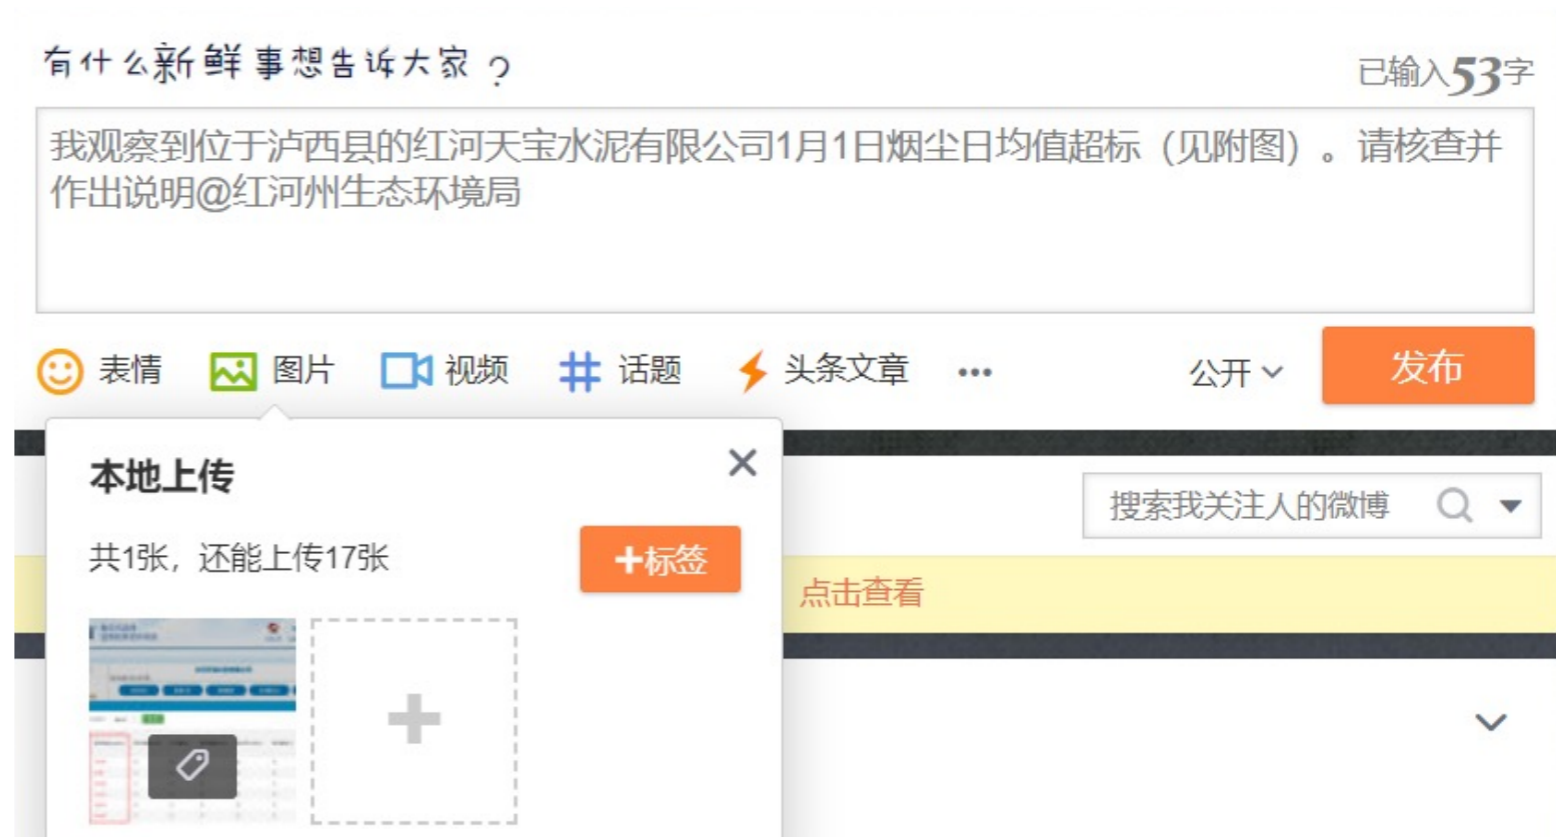 有什么新鲜事想告诉大家?
已输入53字
我观察到位于泸西县的红河天宝水泥有限公司1月1日烟尘日均值超标（见附图）。请核查并
作出说明@红河州生态环境局
表情 图片 视频 话题 头条文章 ••• 公开 发布
本地上传
搜索我关注人的微博
共1张，还能上传17张 +标签
点击查看